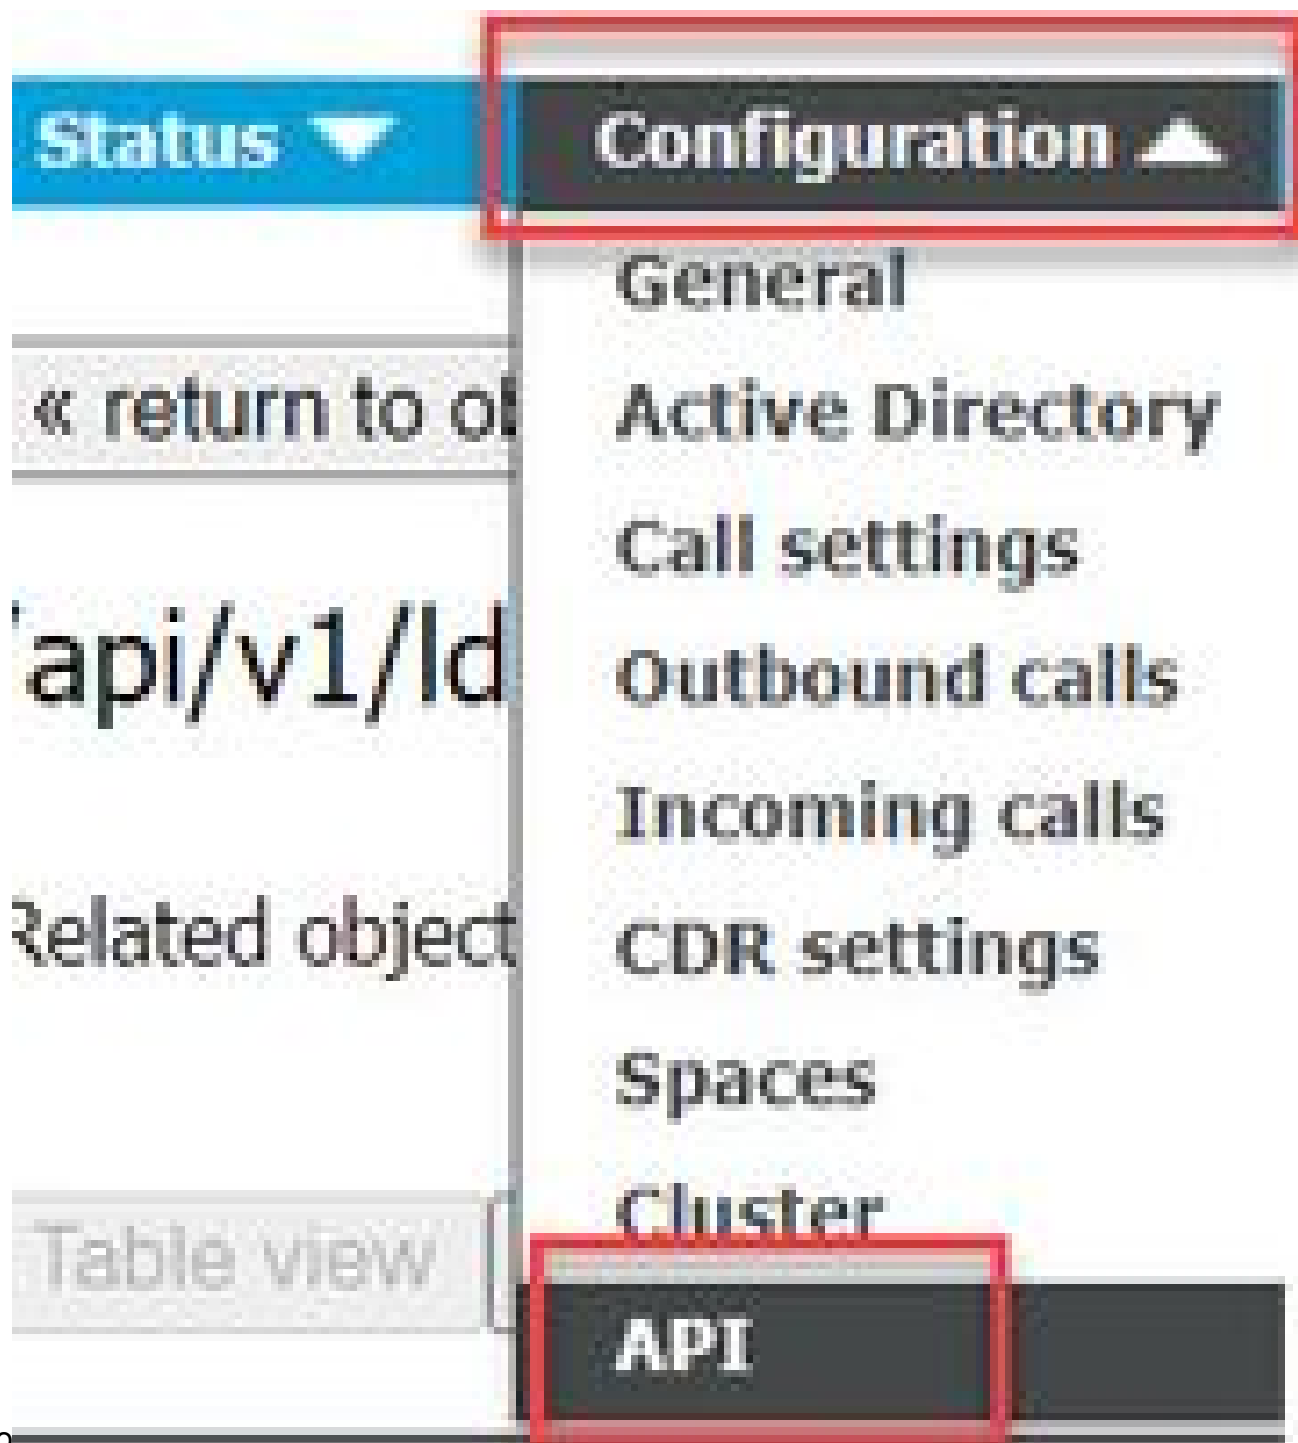 Status Configuration
General
« return to ob
Active Directory
Call settings
/api/v1/ld
Outbound calls
Incoming calls
Related object
CDR settings
Spaces
Cluster
Table view
API